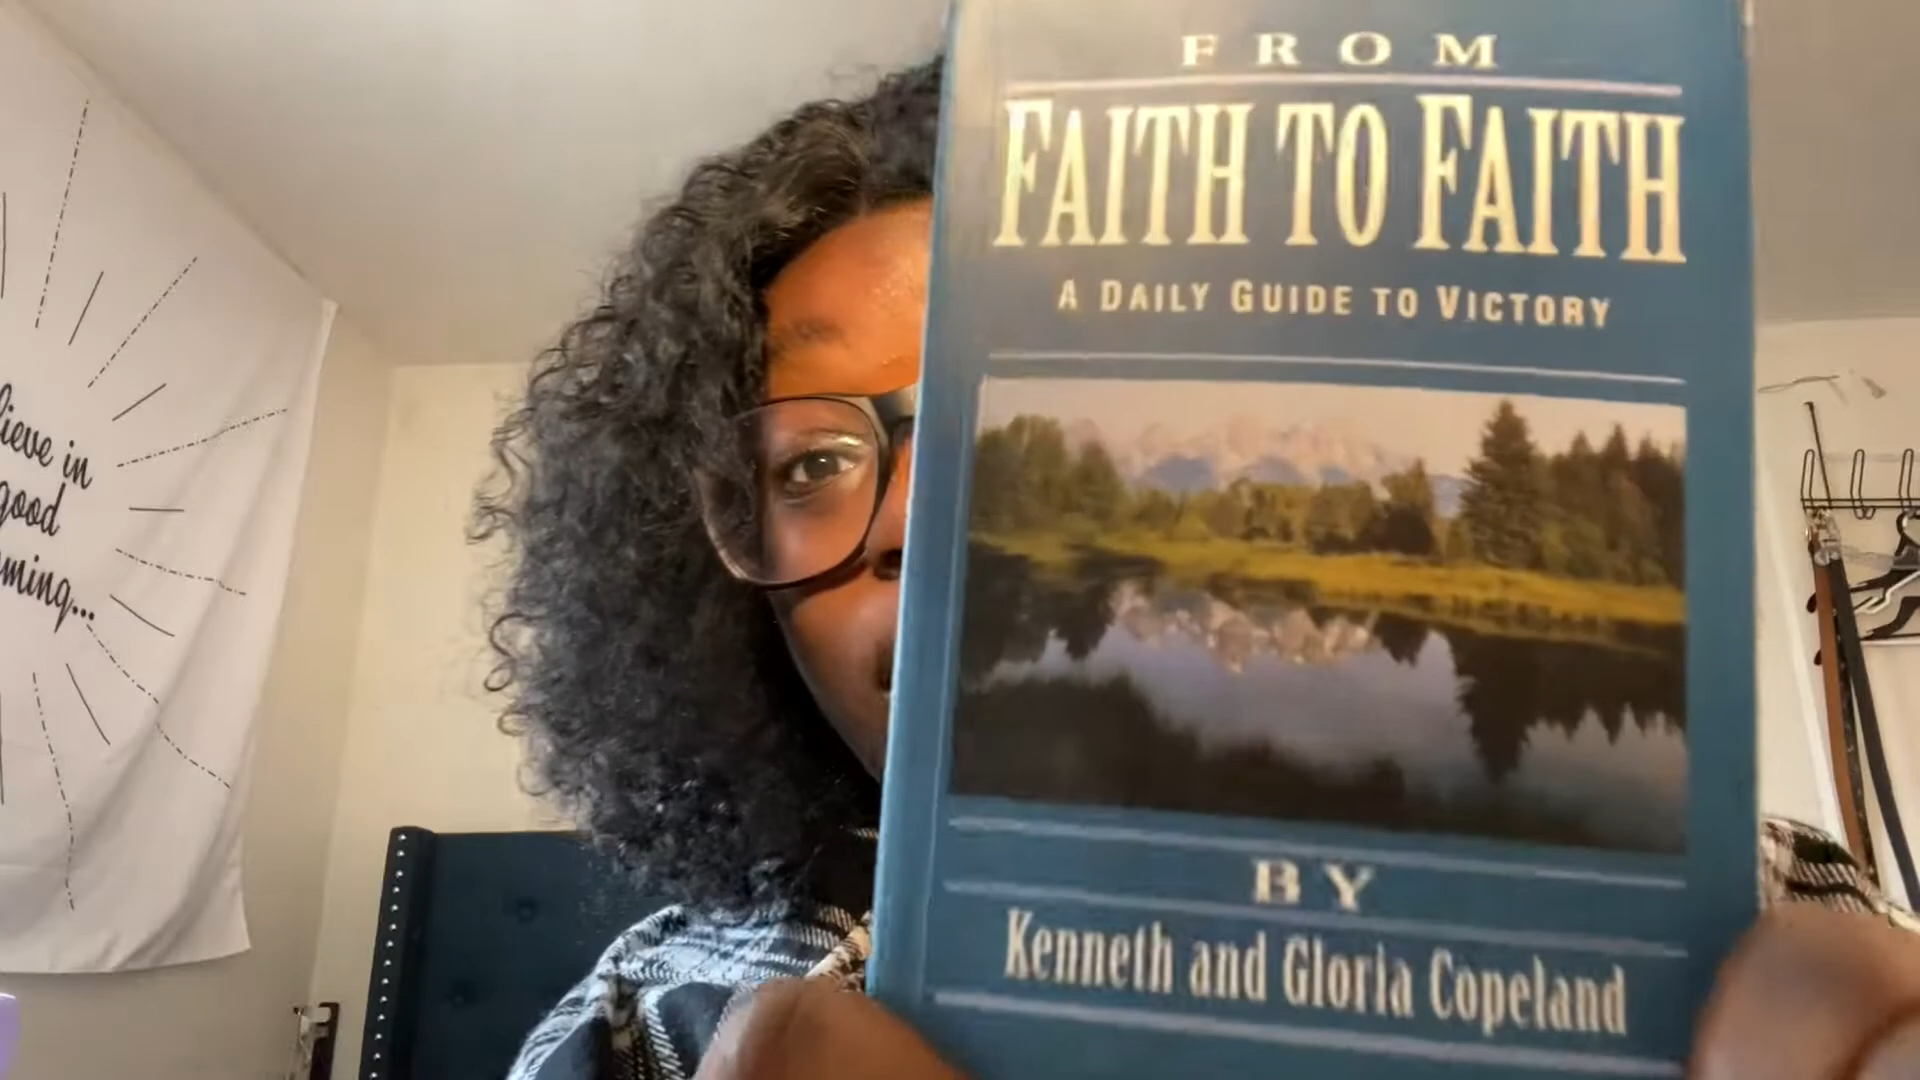 lieve in
good
ming...
FROM
FAITH TO FAITH
A DAILY GUIDE TO VICTORY
BY
Kenneth and Gloria Copeland